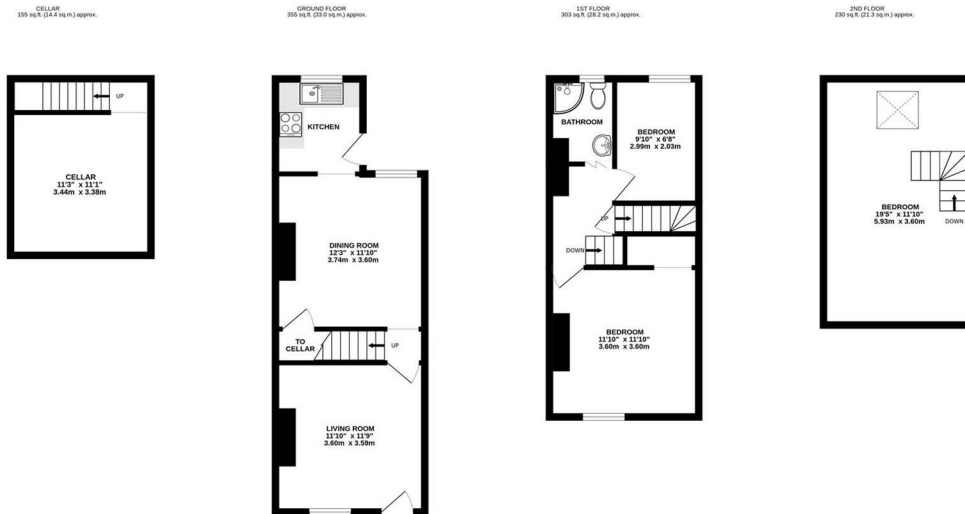 CELLAR
155 sq.ft. (14.4 sq.m.) approx.
GROUND FLOOR
355 sq.ft. (33.0 sq.m.) approx.
1ST FLOOR
303 sq.ft. (28.2 sq.m.) approx.
2ND FLOOR
230 sq.ft. (21.3 sq.m.) approx.
UP
CELLAR
11'3" x 11'1"
3.44m x 3.38m
KITCHEN
DINING ROOM
12'3" x 11'10"
3.74m x 3.60m
TO
CELLAR
UP
LIVING ROOM
11'10" x 11'9"
3.60m x 3.59m
BATHROOM
BEDROOM
9'10" x 6'8"
2.99m x 2.03m
UP
DOWN
BEDROOM
11'10" x 11'10"
3.60m x 3.60m
BEDROOM
19'5" x 11'10"
5.93m x 3.60m
DOWN